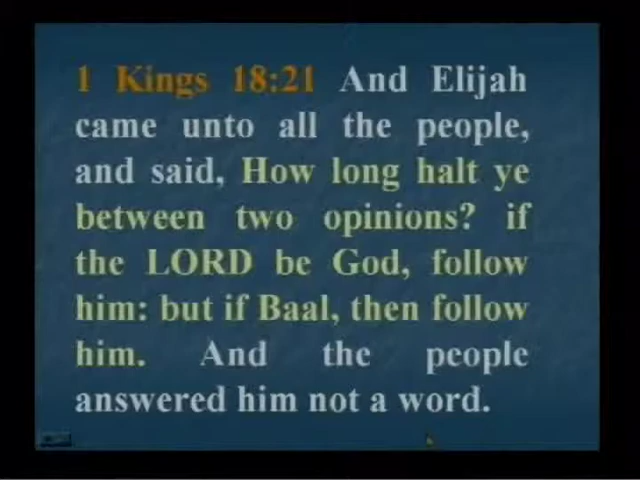 1 Kings 18:21 And Elijah
came unto all the people,
and said, How long halt ye
between two opinions? if
the LORD be God, follow
him: but if Baal, then follow
him. And the people
answered him not a word.